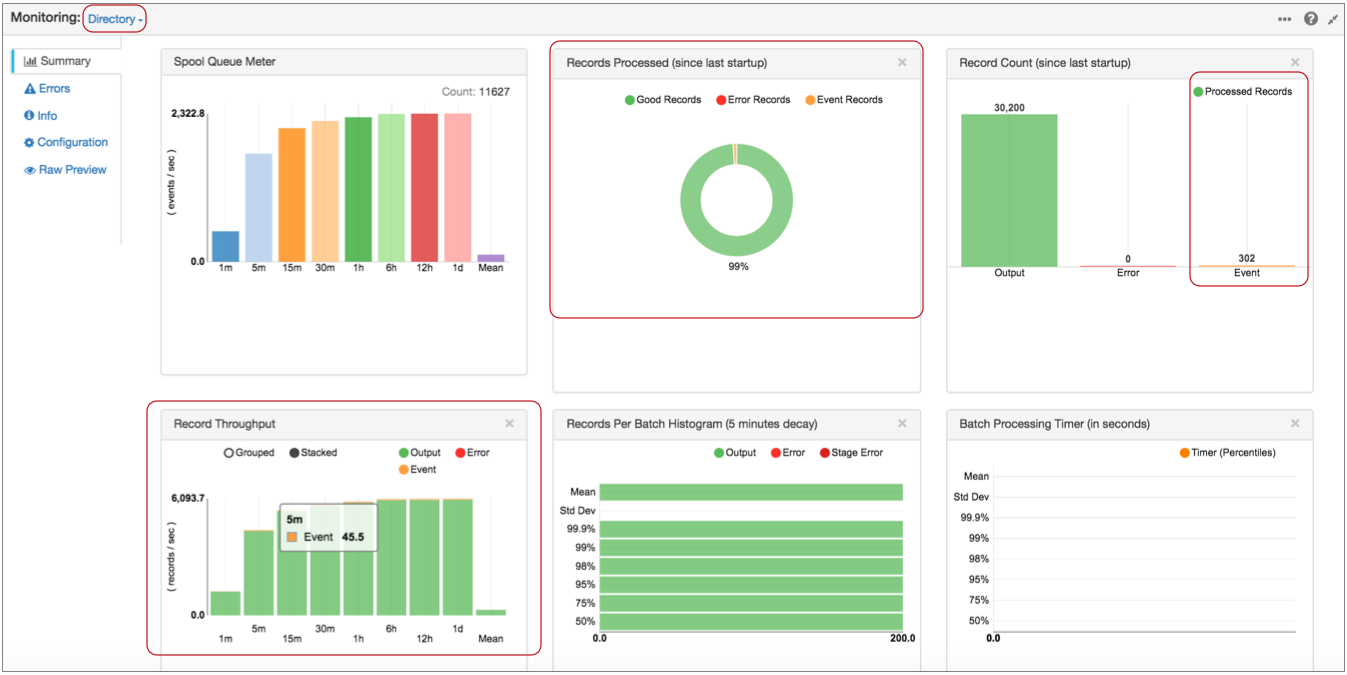 Monitoring: Directory
Summary
Errors
Info
Configuration
Raw Preview
Spool Queue Meter
Count: 11627
2,322.8
( events / sec )
0.0
1m 5m 15m 30m 1h 6h 12h 1d Mean
Records Processed (since last startup)
Good Records Error Records Event Records
99%
Record Count (since last startup)
Processed Records
30,200
0
302
Output Error Event
Record Throughput
Grouped Stacked Output Error
Event
6,093.7
( records / sec )
5m
Event 45.5
0.0
5m 30m 6h 1d
1m 15m 1h 12h Mean
Records Per Batch Histogram (5 minutes decay)
Output Error Stage Error
Mean
Std Dev
99.9%
99%
98%
95%
75%
50%
0.0 200.0
Batch Processing Timer (in seconds)
Timer (Percentiles)
Mean
Std Dev
99.9%
99%
98%
95%
75%
50%
0.0